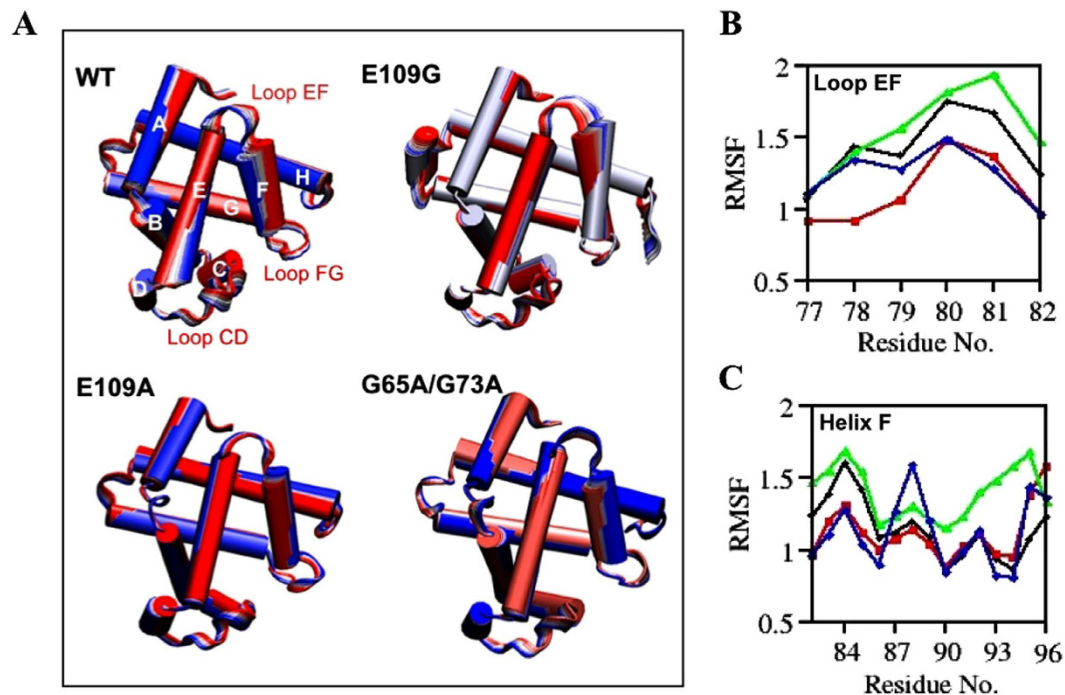 A
WT
Loop EF
A
E
F
H
G
B
C
D
Loop FG
Loop CD
E109G
E109A
G65A/G73A
B
Loop EF
RMSF
2
1.5
1
0.5
77 78 79 80 81 82
Residue No.
C
Helix F
RMSF
2
1.5
1
0.5
84 87 90 93 96
Residue No.